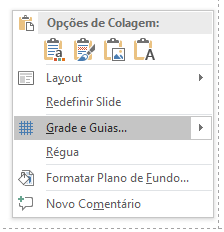 Opções de Colagem:
Layout
Redefinir Slide
Grade e Guias...
Régua
Formatar Plano de Fundo...
Novo Comentário